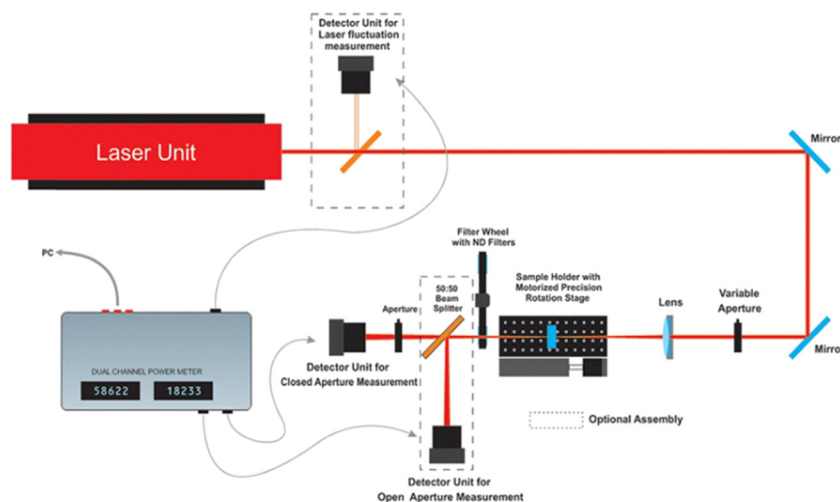 Detector Unit for
Laser fluctuation
measurement
Laser Unit
Mirror
PC
Filter Wheel
with ND Filters
50:50
Beam
Splitter
Sample Holder with
Motorized Precision
Rotation Stage
Lens
Variable
Aperture
Aperture
Mirror
Detector Unit for
Closed Aperture Measurement
DUAL CHANNEL POWER METER
58622 18233
Optional Assembly
Detector Unit for
Open Aperture Measurement